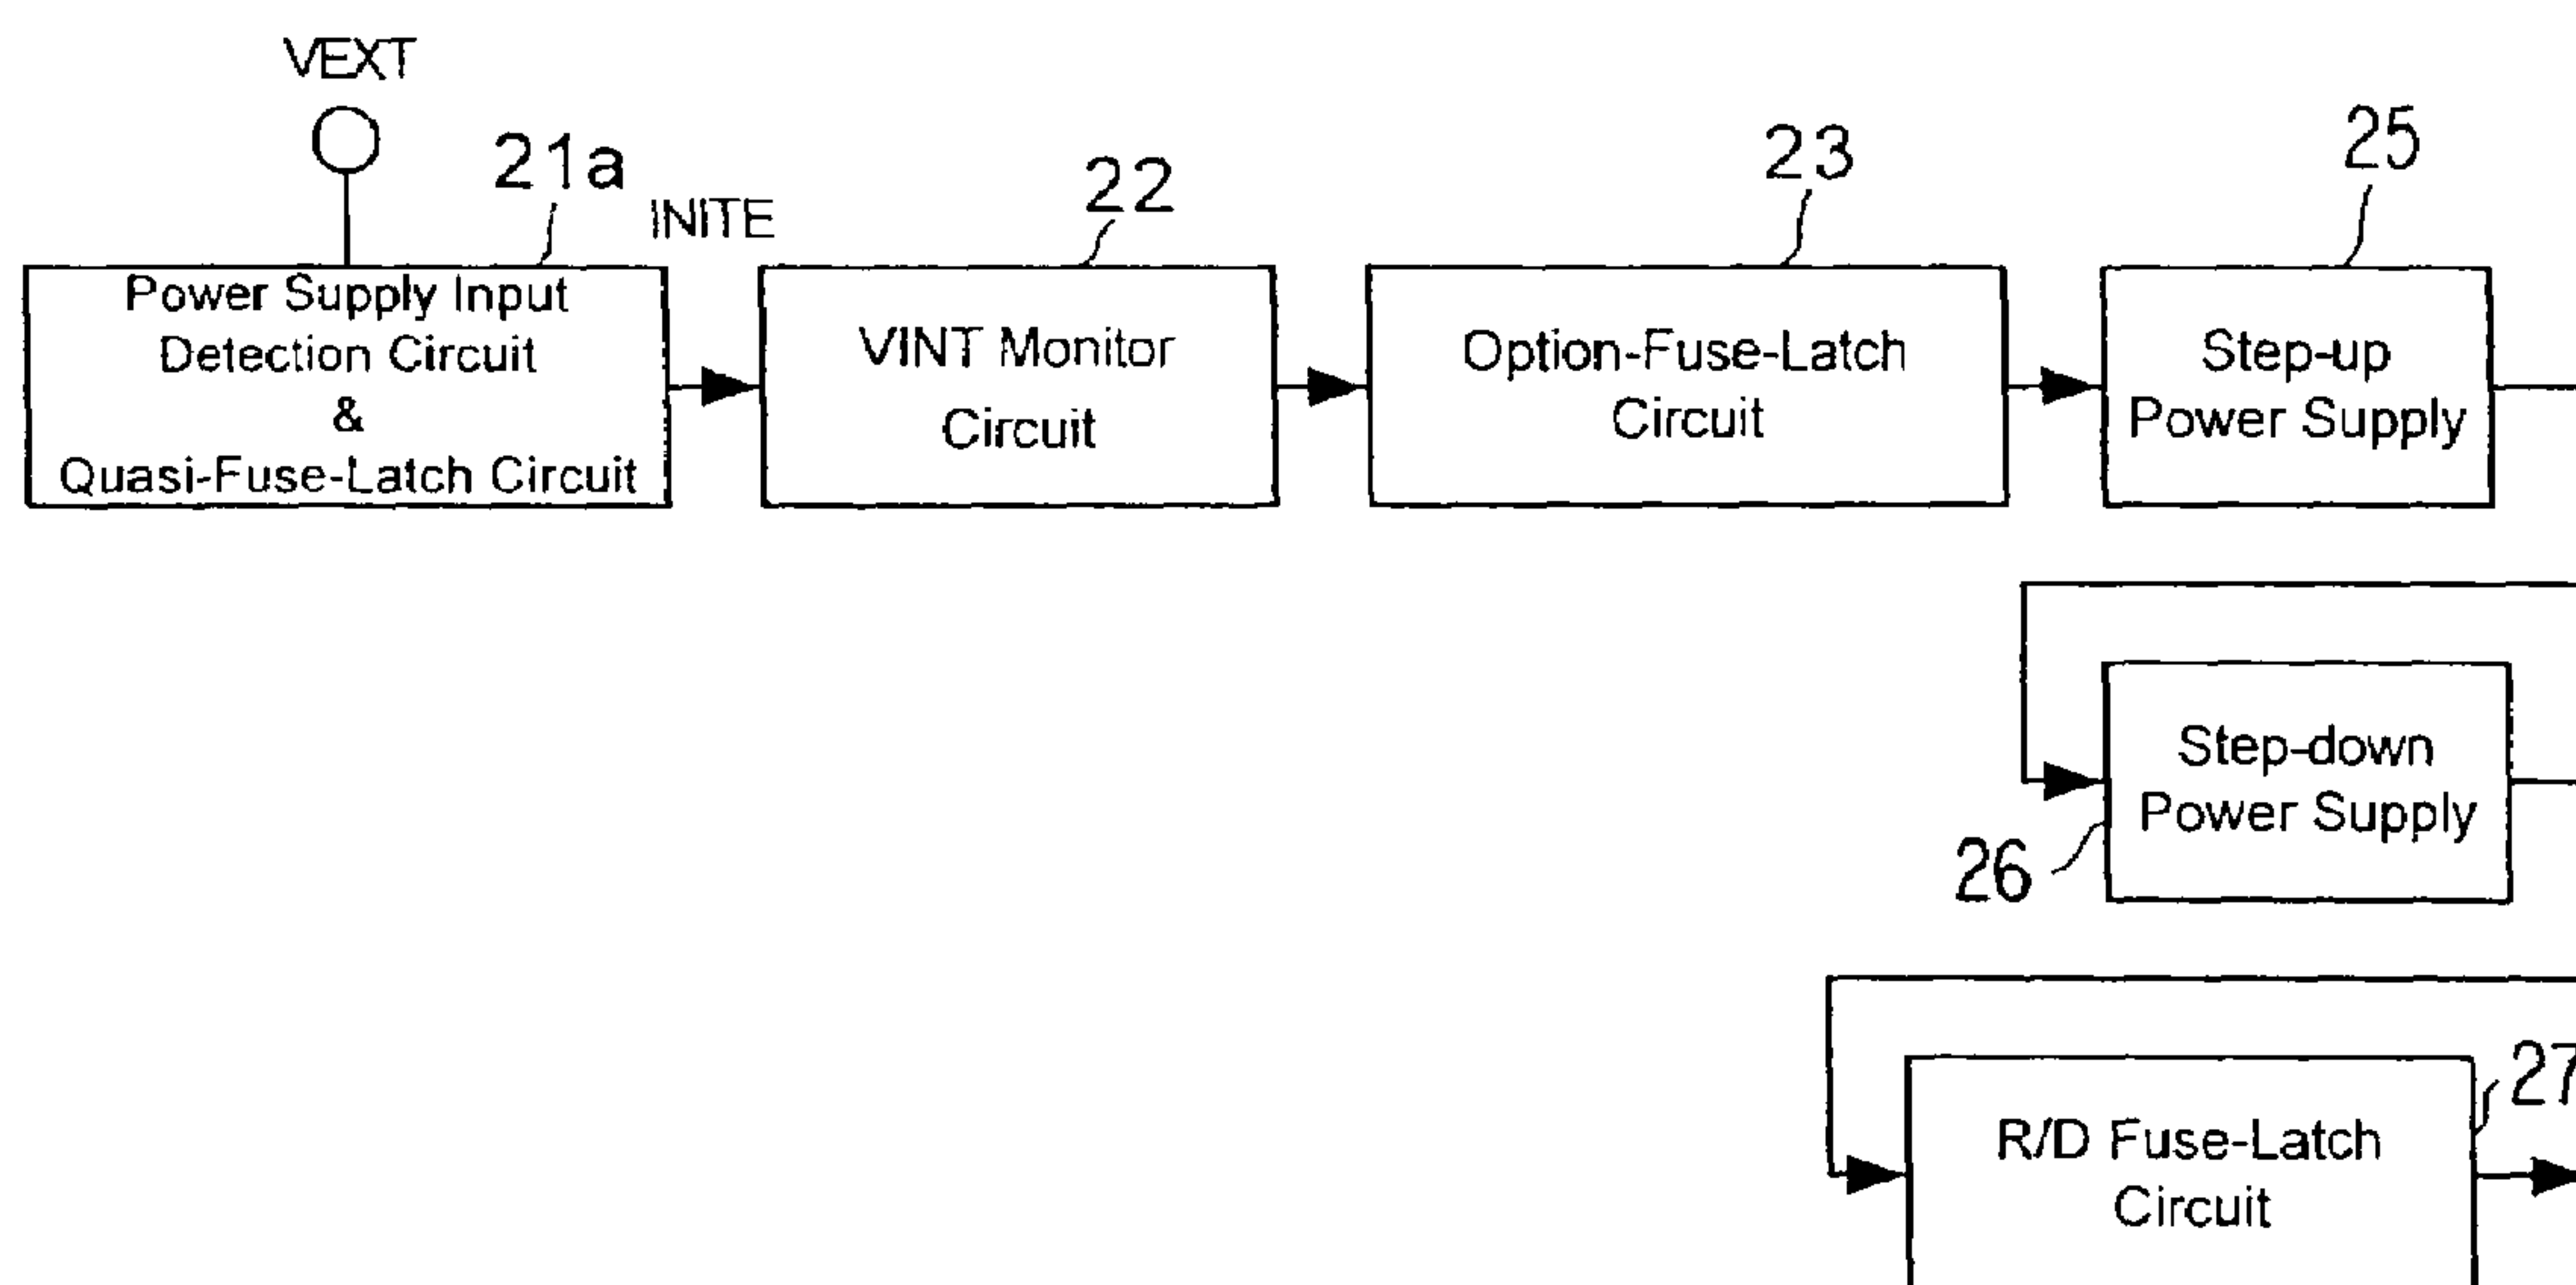 VEXT
21a
INITE
22
23
25
Power Supply Input
Detection Circuit
&
Quasi-Fuse-Latch Circuit
VINT Monitor
Circuit
Option-Fuse-Latch
Circuit
Step-up
Power Supply
Step-down
Power Supply
26
27
R/D Fuse-Latch
Circuit